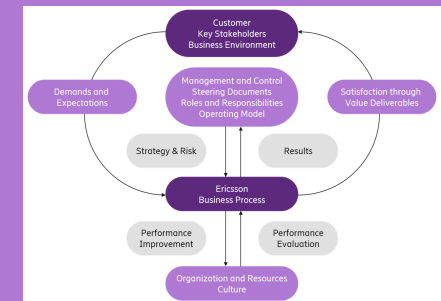 Customer
Key Stakeholders
Business Environment
Demands and
Expectations
Management and Control
Steering Documents
Roles and Responsibilities
Operating Model
Satisfaction through
Value Deliverables
Strategy & Risk
Results
Ericsson
Business Process
Performance
Improvement
Performance
Evaluation
Organization and Resources
Culture